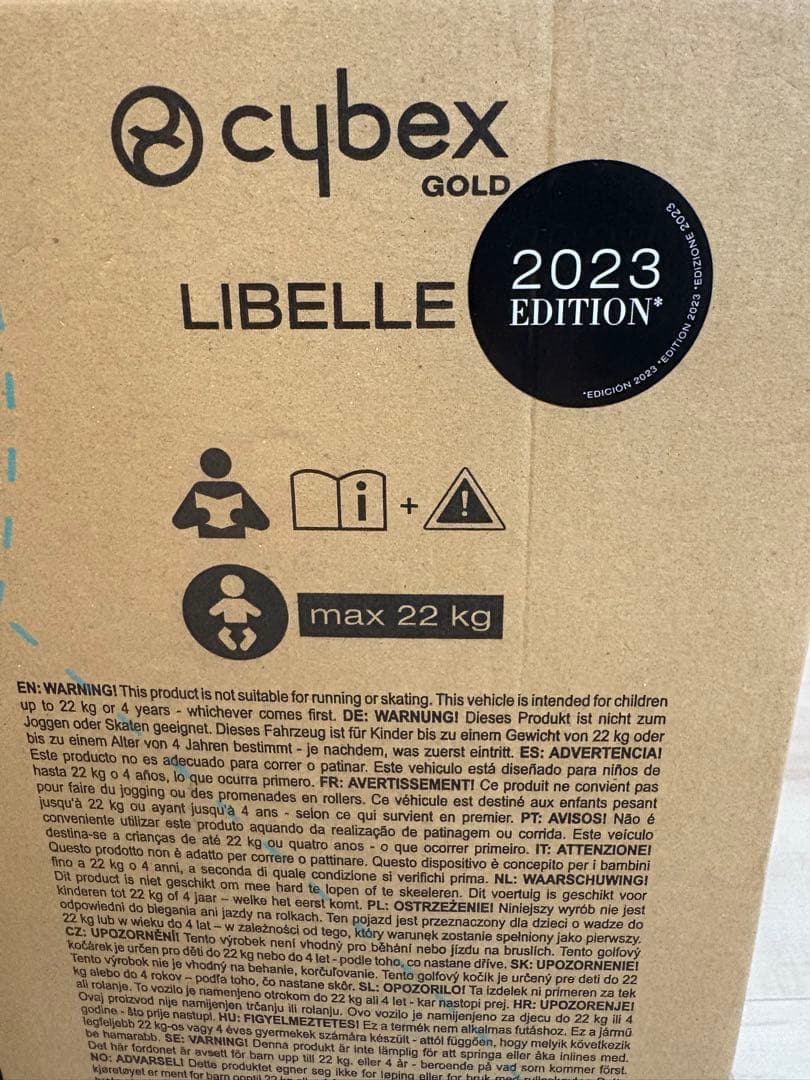 cybex
GOLD
LIBELLE
2023
EDITION*
*EDICIÓN 2023 *EDITION 2023 *EDIZIONE 2023
i + !
max 22 kg
EN: WARNING! This product is not suitable for running or skating. This vehicle is intended for children
up to 22 kg or 4 years - whichever comes first. DE: WARNUNG! Dieses Produkt ist nicht zum
Joggen oder Skaten geeignet. Dieses Fahrzeug ist für Kinder bis zu einem Gewicht von 22 kg oder
bis zu einem Alter von 4 Jahren bestimmt - je nachdem, was zuerst eintritt. ES: ADVERTENCIA!
Este producto no es adecuado para correr o patinar. Este vehiculo está diseñado para niños de
hasta 22 kg o 4 años, lo que ocurra primero. FR: AVERTISSEMENT! Ce produit ne convient pas
pour faire du jogging ou des promenades en rollers. Ce véhicule est destiné aux enfants pesant
jusqu'à 22 kg ou ayant jusqu'à 4 ans - selon ce qui survient en premier. PT: AVISOS! Não é
conveniente utilizar este produto aquando da realização de patinagem ou corrida. Este veículo
destina-se a crianças de até 22 kg ou quatro anos - o que ocorrer primeiro. IT: ATTENZIONE!
Questo prodotto non è adatto per correre o pattinare. Questo dispositivo è concepito per i bambini
fino a 22 kg o 4 anni, a seconda di quale condizione si verifichi prima. NL: WAARSCHUWING!
Dit product is niet geschikt om mee hard te lopen of te skeeleren. Dit voertuig is geschikt voor
kinderen tot 22 kg of 4 jaar – welke het eerst komt. PL: OSTRZEŻENIE! Niniejszy wyrób nie jest
odpowiedni do biegania ani jazdy na rolkach. Ten pojazd jest przeznaczony dla dzieci o wadze do
22 kg lub w wieku do 4 lat – w zależności od tego, który warunek zostanie spełniony jako pierwszy.
CZ: UPOZORNĚNÍ! Tento výrobek není vhodný pro běhání nebo jízdu na bruslích. Tento golfový
kočárek je určen pro děti do 22 kg nebo do 4 let - podle toho, co nastane dříve. SK: UPOZORNENIE!
Tento výrobok nie je vhodný na behanie, korčuľovanie. Tento golfový kočík je určený pre deti do 22
kg alebo do 4 rokov – podľa toho, čo nastane skôr. SL: OPOZORILO! Ta izdelek ni primeren za tek
ali rolanje. To vozilo je namenjeno otrokom do 22 kg ali 4 let - kar nastopi prej. HR: UPOZORENJE!
Ovaj proizvod nije namijenjen trčanju ili rolanju. Ovo vozilo je namijenjeno za djecu do 22 kg ili 4
godine - što prije nastupi. HU: FIGYELMEZTETES! Ez a termék nem alkalmas futáshoz. Ez a jármű
legfeljebb 22 kg-os vagy 4 éves gyermekek számára készült - attól függően, hogy melyik következik
be hamarabb. SE: WARNING! Denna produkt är inte lämplig för att springa eller åka inlines med.
Det här fordonet är avsett för barn upp till 22 kg. eller 4 år - beroende på vad som kommer först.
NO: ADVARSEL! Dette produktet egner seg ikke for løping eller for bruk med rulleskøyter. Dette
kjøretøyet er ment for barn opptil 22 kg eller